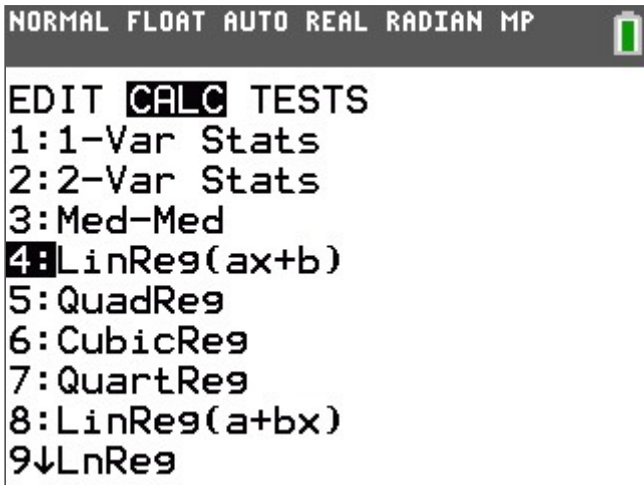 NORMAL FLOAT AUTO REAL RADIAN MP
EDIT CALC TESTS
1:1-Var Stats
2:2-Var Stats
3:Med-Med
4:LinReg(ax+b)
5:QuadReg
6:CubicReg
7:QuartReg
8:LinReg(a+bx)
9↓LnReg